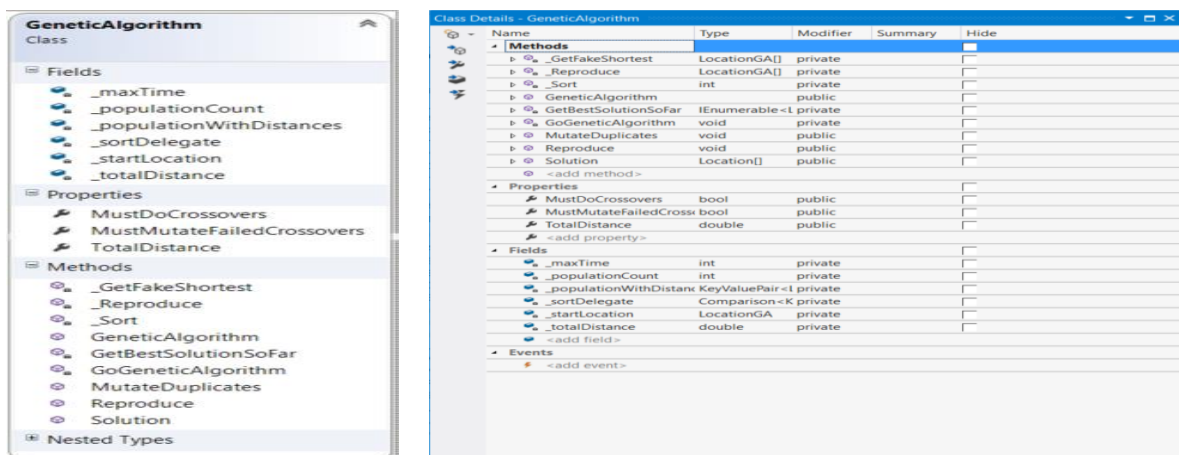 GeneticAlgorithm
Class
Fields
_maxTime
_populationCount
_populationWithDistances
_sortDelegate
_startLocation
_totalDistance
Properties
MustDoCrossovers
MustMutateFailedCrossovers
TotalDistance
Methods
_GetFakeShortest
_Reproduce
_Sort
GeneticAlgorithm
GetBestSolutionSoFar
GoGeneticAlgorithm
MutateDuplicates
Reproduce
Solution
Nested Types
Class Details - GeneticAlgorithm
Name Type Modifier Summary Hide
Methods
_GetFakeShortest LocationGA[] private
_Reproduce LocationGA[] private
_Sort int private
GeneticAlgorithm public
GetBestSolutionSoFar IEnumerable<L private
GoGeneticAlgorithm void private
MutateDuplicates void public
Reproduce void public
Solution Location[] public
<add method>
Properties
MustDoCrossovers bool public
MustMutateFailedCross bool public
TotalDistance double public
<add property>
Fields
_maxTime int private
_populationCount int private
_populationWithDistan KeyValuePair<L private
_sortDelegate Comparison<K private
_startLocation LocationGA private
_totalDistance double private
<add field>
Events
<add event>